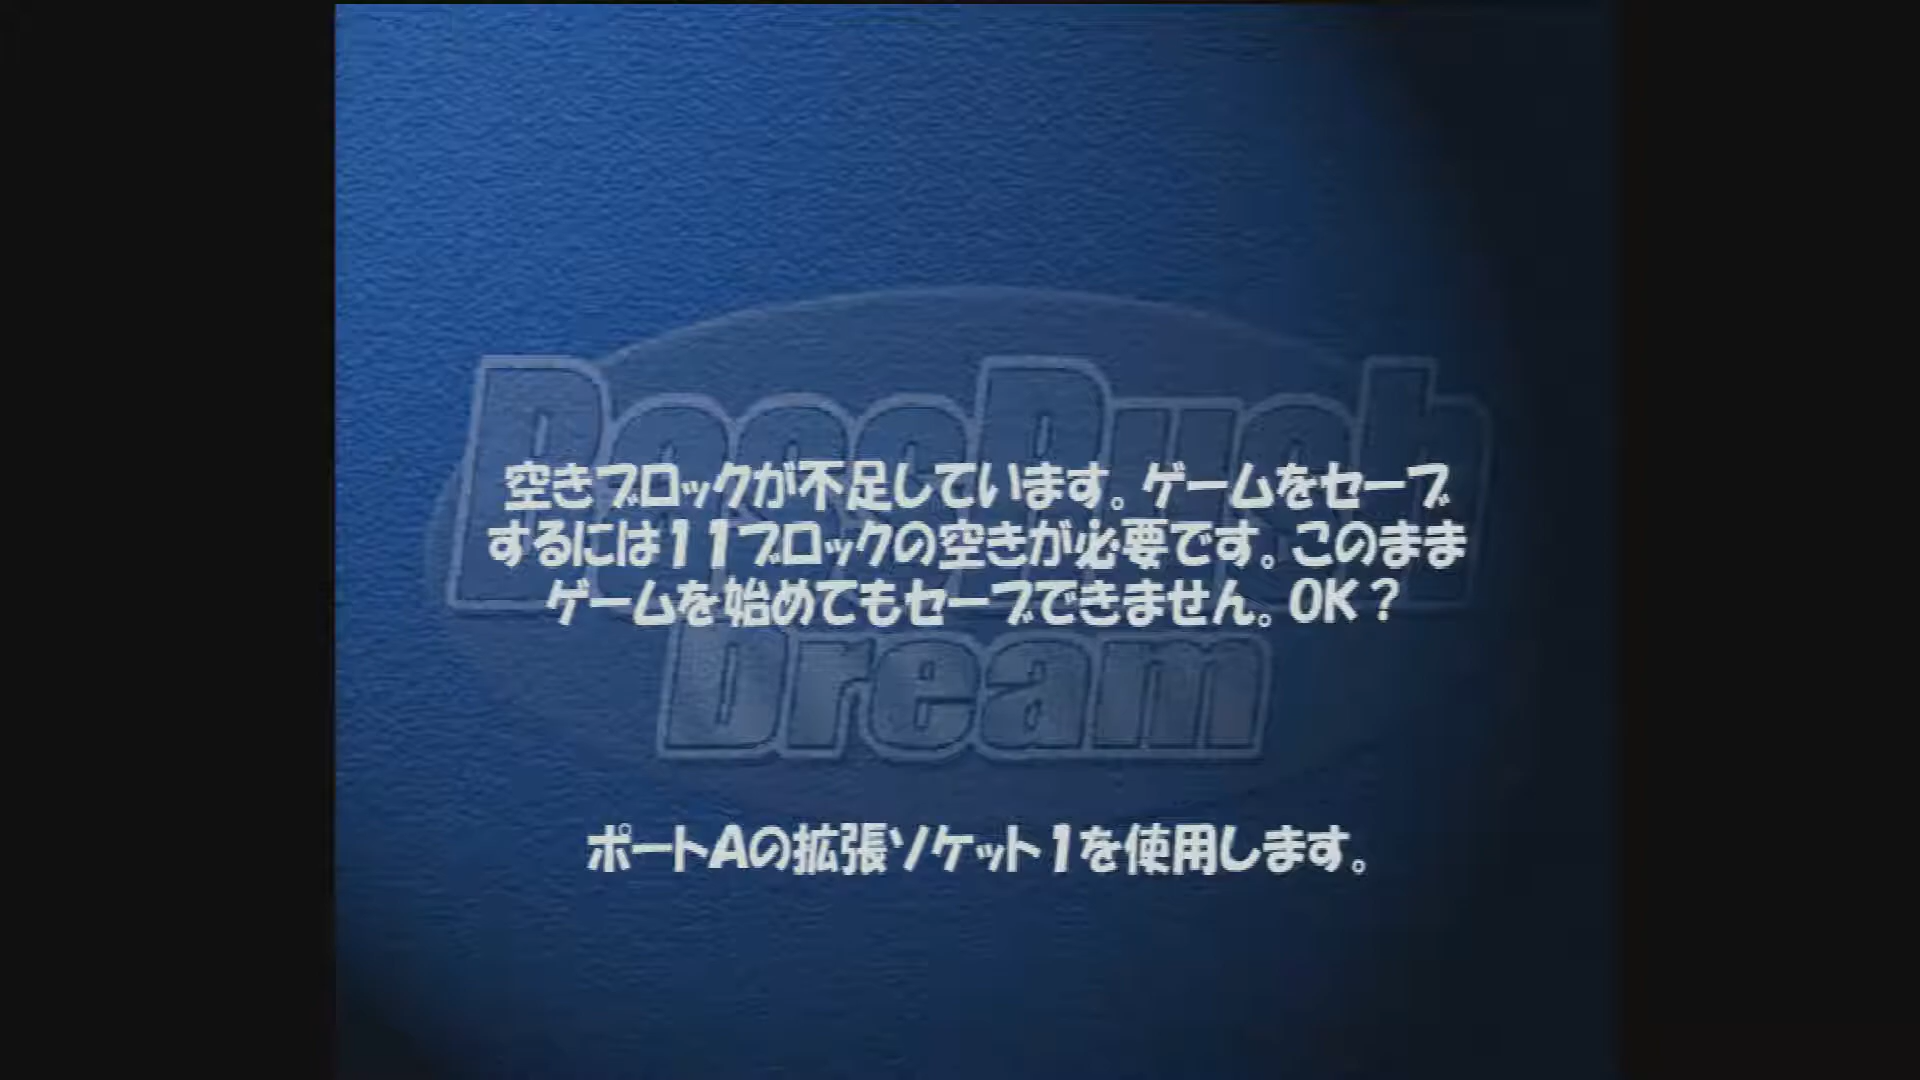 BassRush
空きブロックが不足しています。ゲームをセーブ
するには11ブロックの空きが必要です。このまま
ゲームを始めてもセーブできません。OK？
Dream
ポートAの拡張ソケット1を使用します。